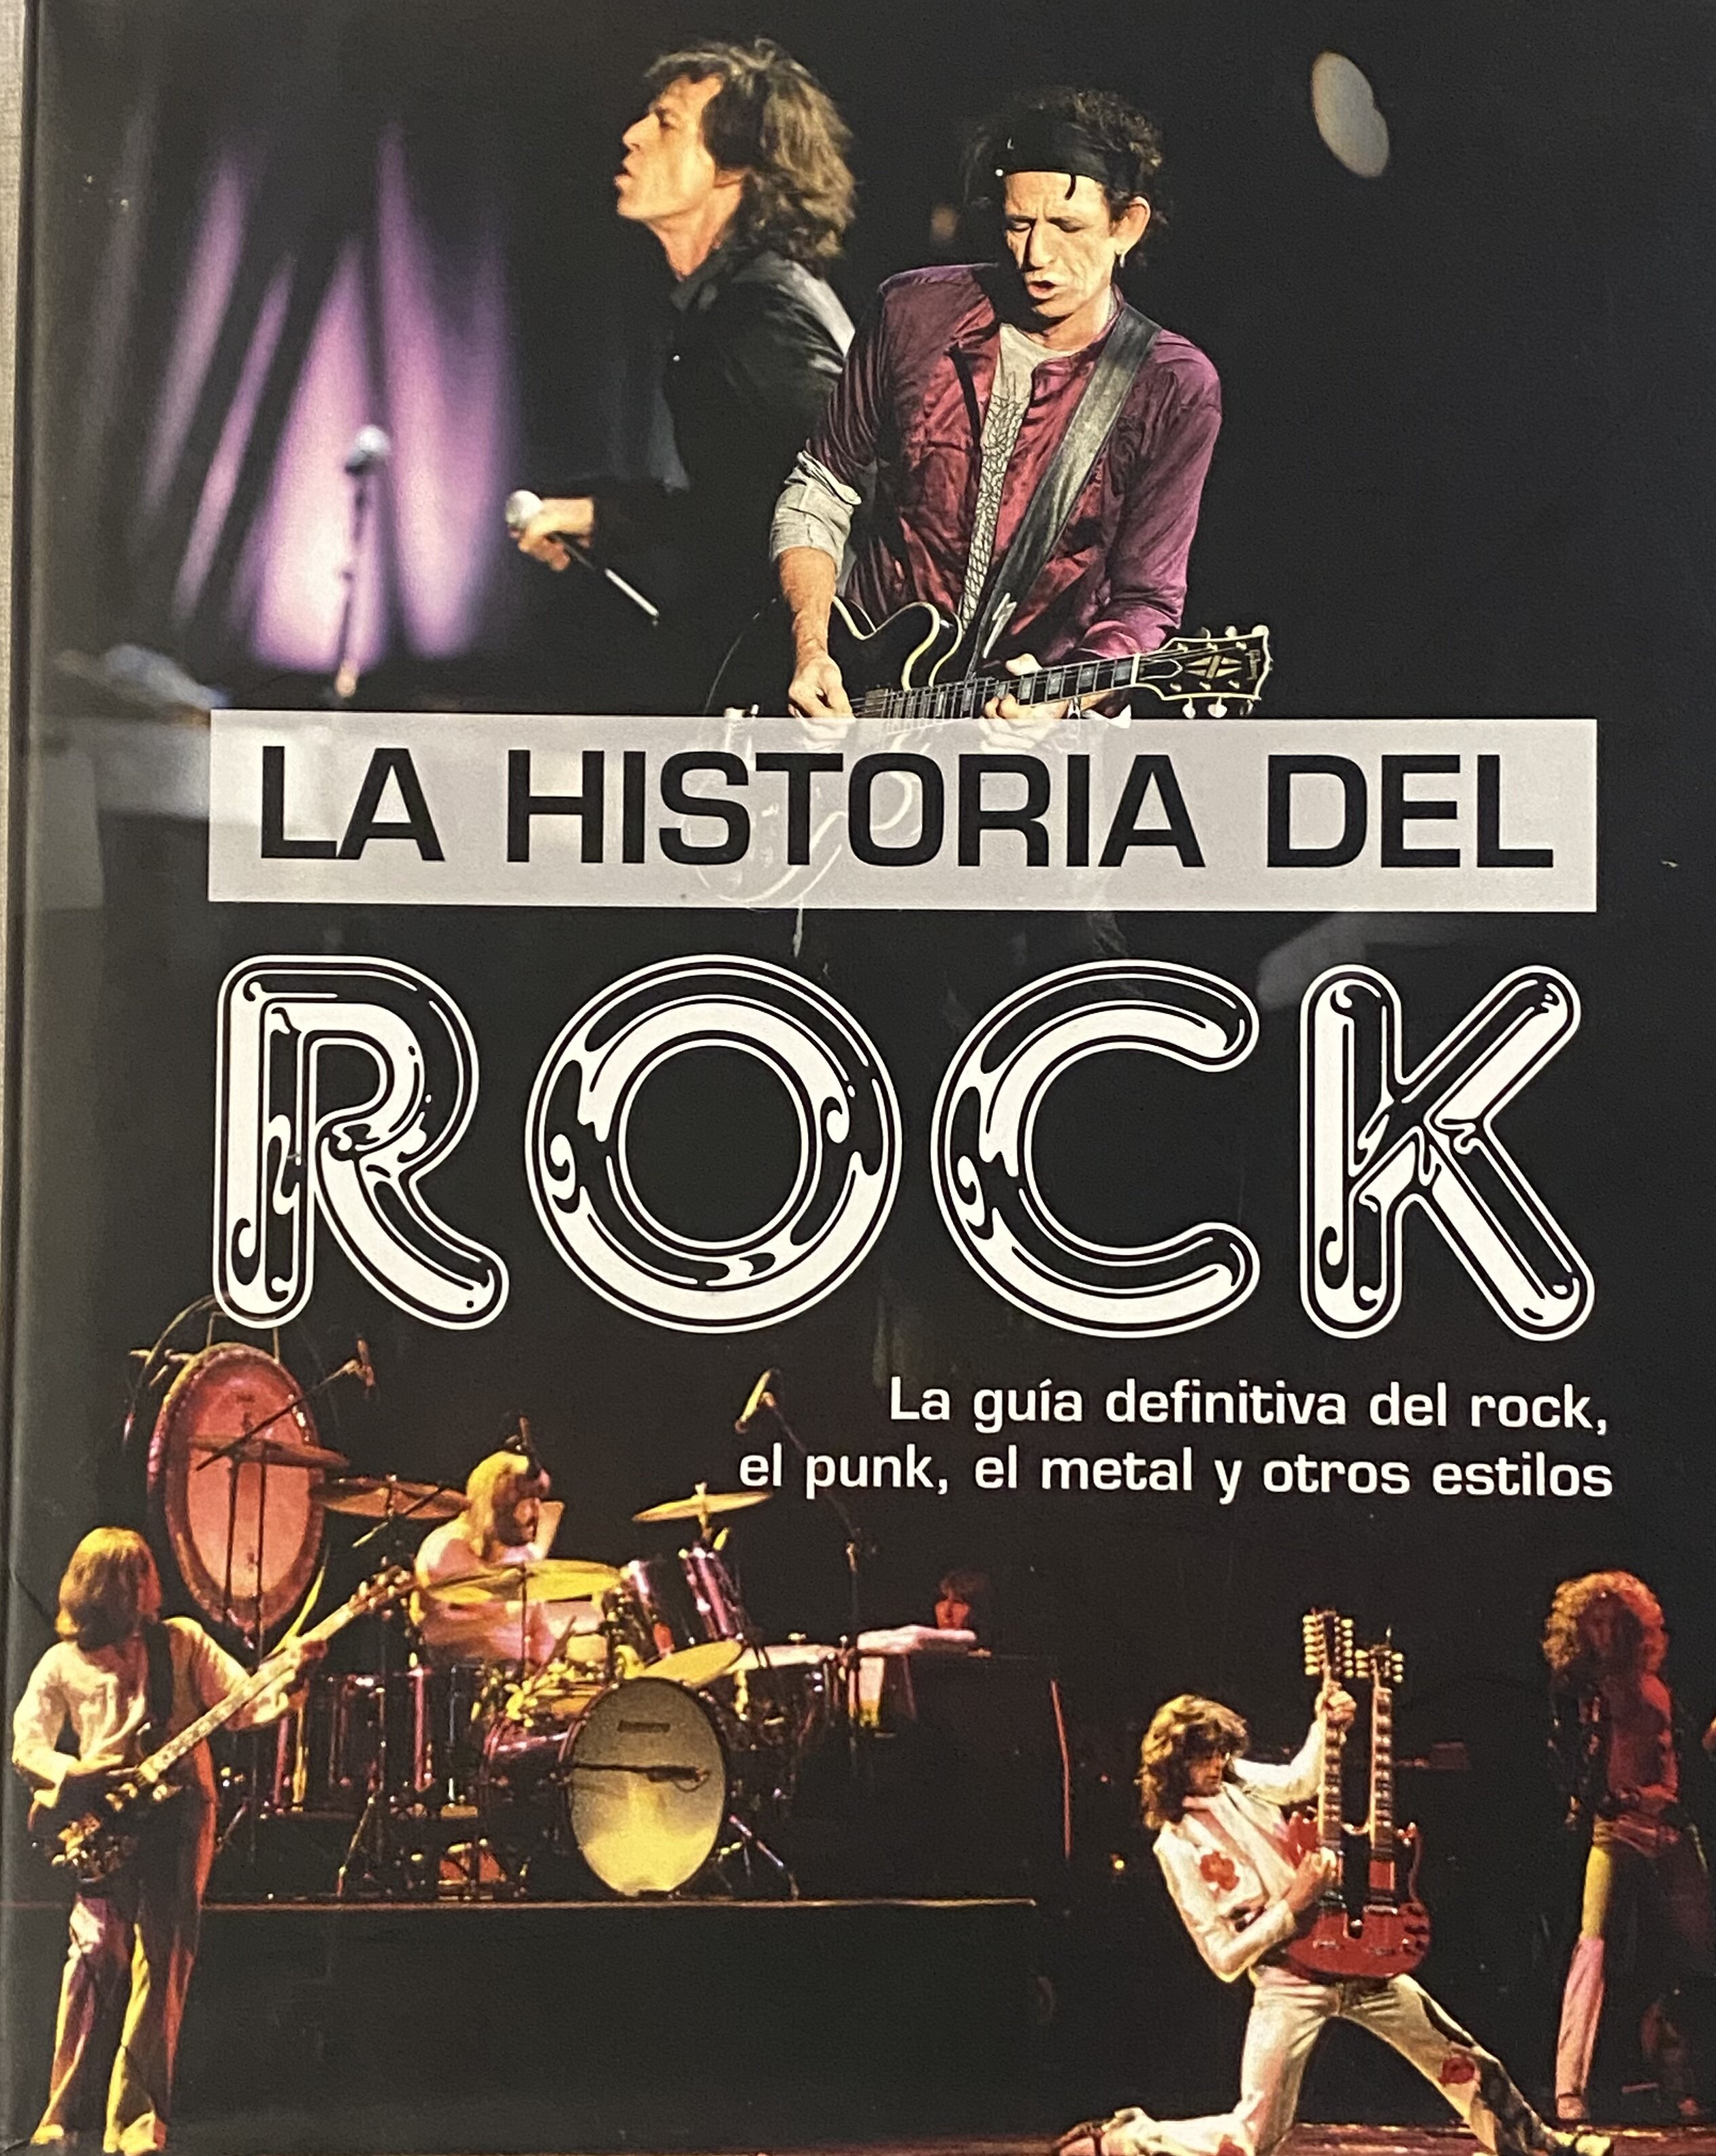 LA HISTORIA DEL
ROCK
La guía definitiva del rock,
el punk, el metal y otros estilos